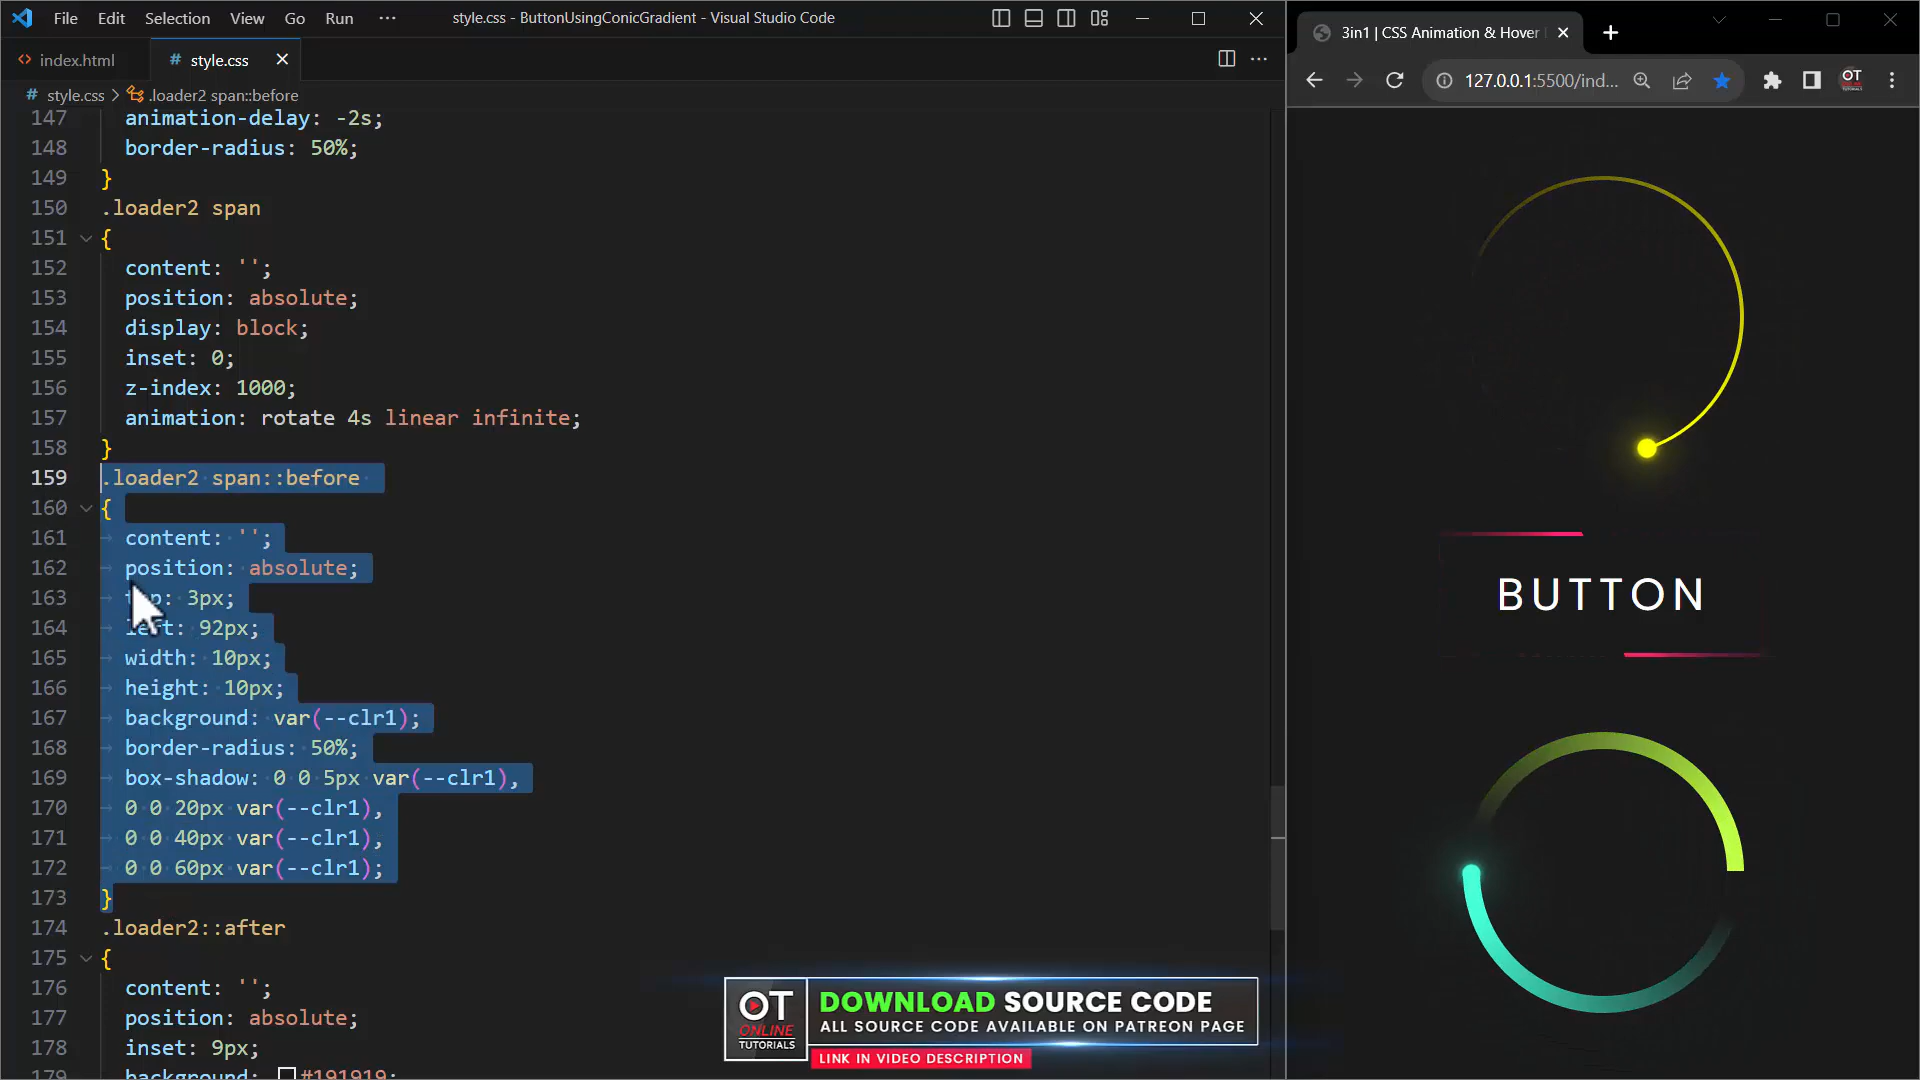 File Edit Selection View Go Run ··· style.css - ButtonUsingConicGradient - Visual Studio Code
index.html # style.css
# style.css > .loader2 span::before
147 animation-delay: -2s;
148 border-radius: 50%;
149 }
150 .loader2 span
151 {
152 content: '';
153 position: absolute;
154 display: block;
155 inset: 0;
156 z-index: 1000;
157 animation: rotate 4s linear infinite;
158 }
159 .loader2 span::before
160 {
161 content: '';
162 position: absolute;
163 top: 3px;
164 left: 92px;
165 width: 10px;
166 height: 10px;
167 background: var(--clr1);
168 border-radius: 50%;
169 box-shadow: 0 0 5px var(--clr1),
170 0 0 20px var(--clr1),
171 0 0 40px var(--clr1),
172 0 0 60px var(--clr1);
173 }
174 .loader2::after
175 {
176 content: '';
177 position: absolute;
178 inset: 9px;
179 background: #191919;
3in1 | CSS Animation & Hover
127.0.0.1:5500/ind...
OT
BUTTON
OT
ONLINE
TUTORIALS
DOWNLOAD SOURCE CODE
ALL SOURCE CODE AVAILABLE ON PATREON PAGE
LINK IN VIDEO DESCRIPTION